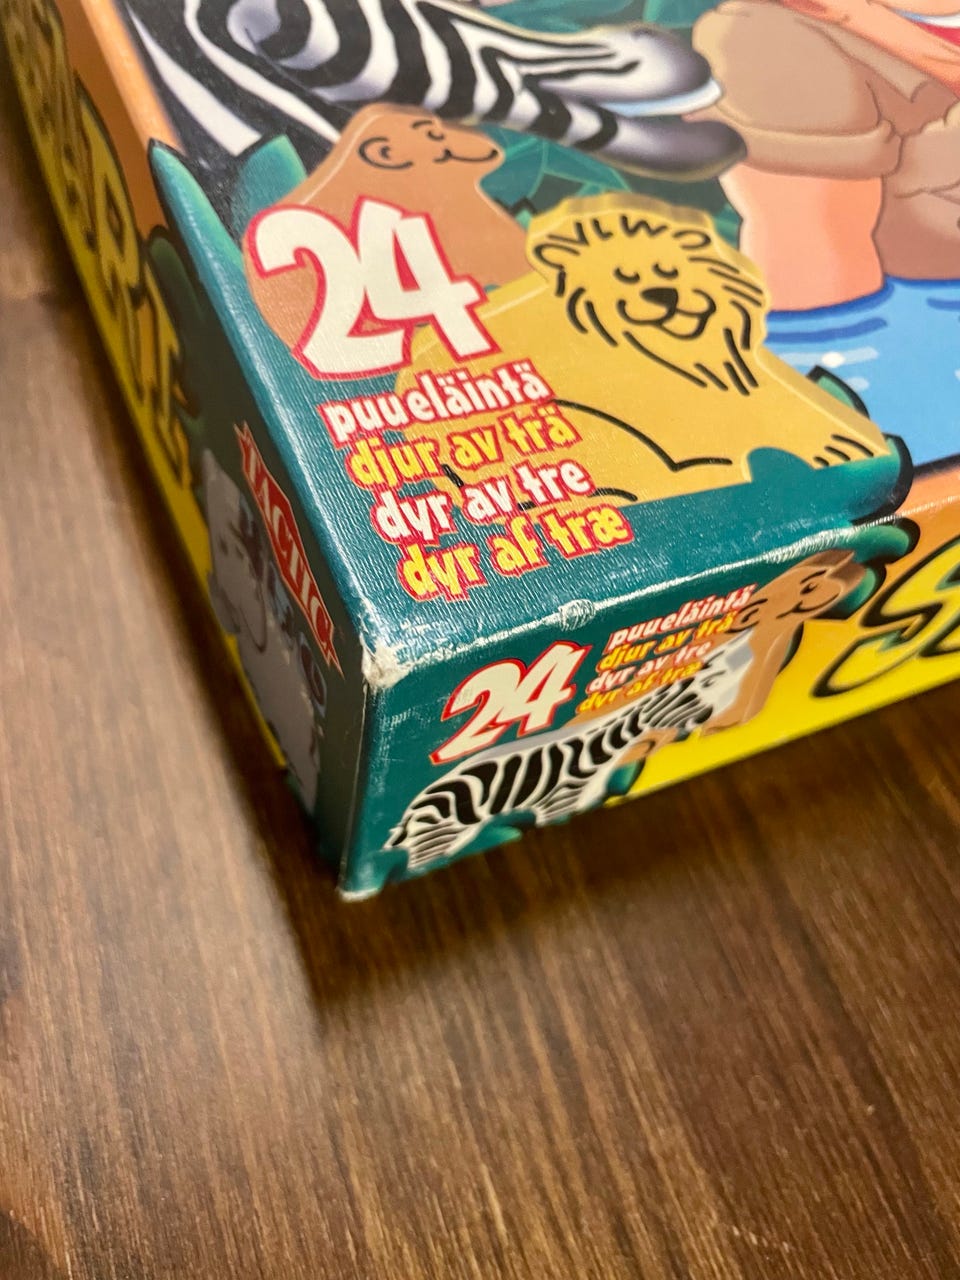 24
puueläintä
djur av trä
dyr av tre
dyr af træ
TACTIC
24
puueläintä
djur av trä
dyr av tre
dyr af træ